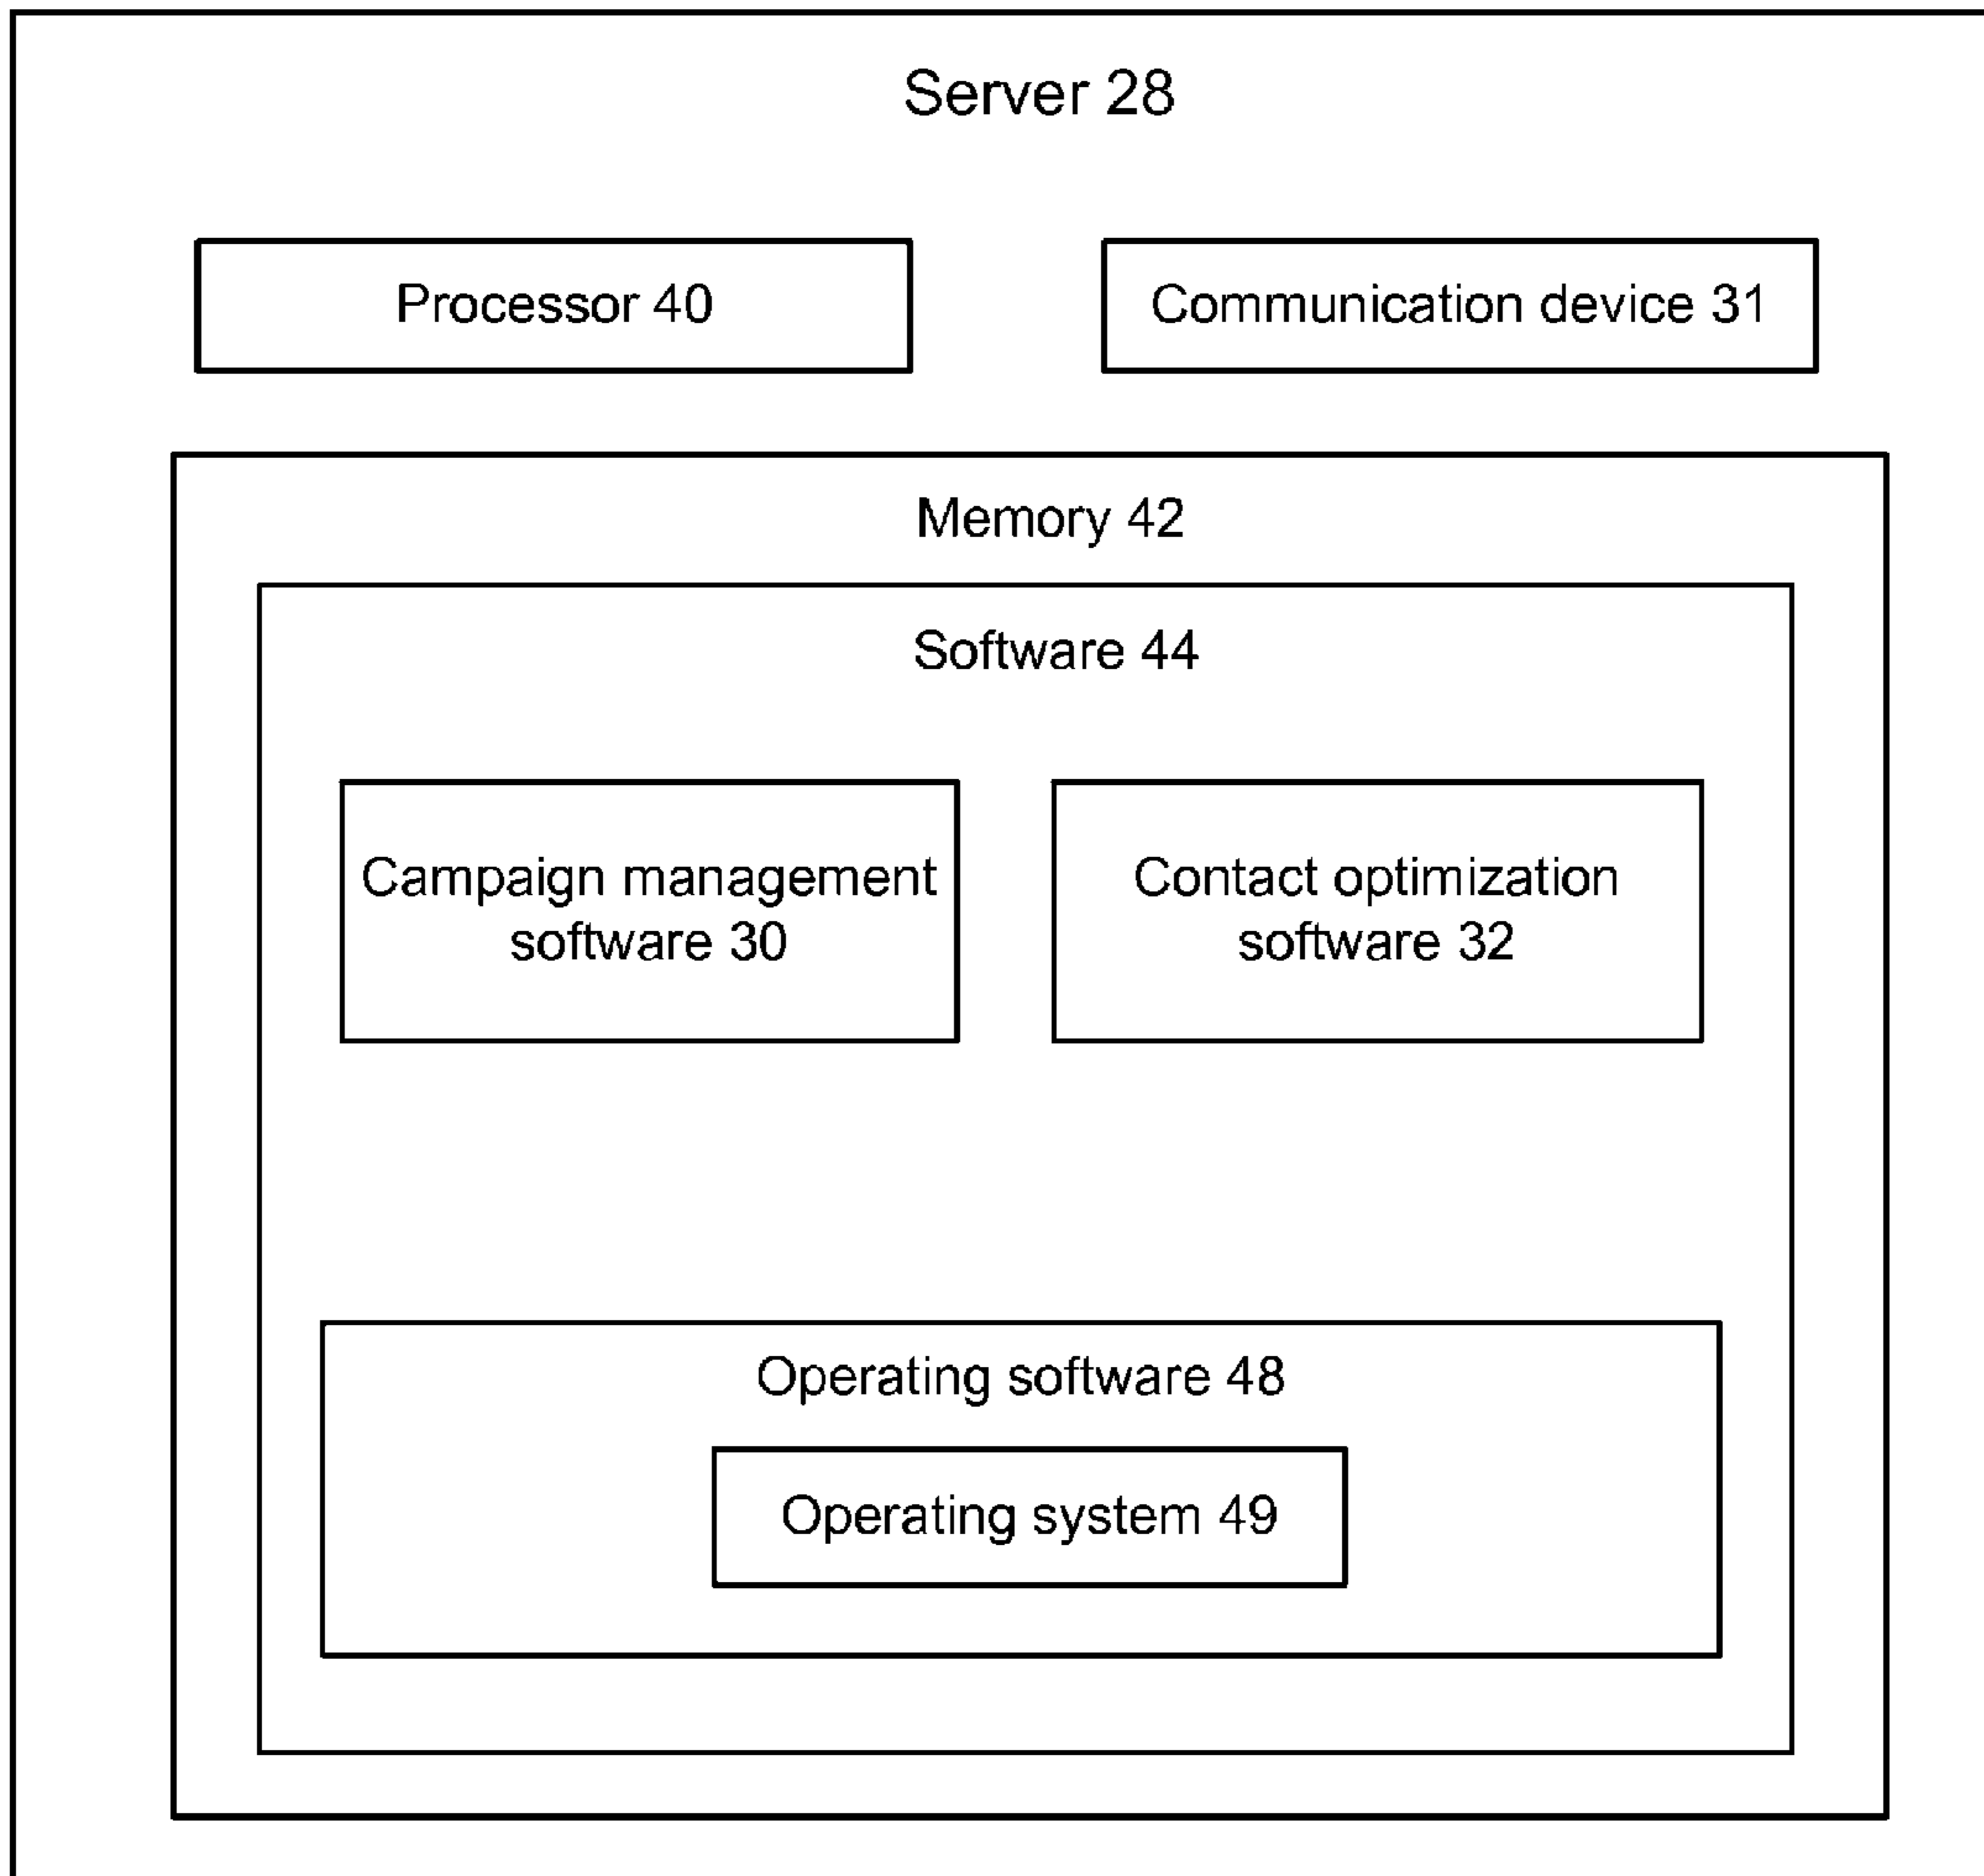 Server 28
Processor 40
Communication device 31
Memory 42
Software 44
Campaign management
software 30
Contact optimization
software 32
Operating software 48
Operating system 49